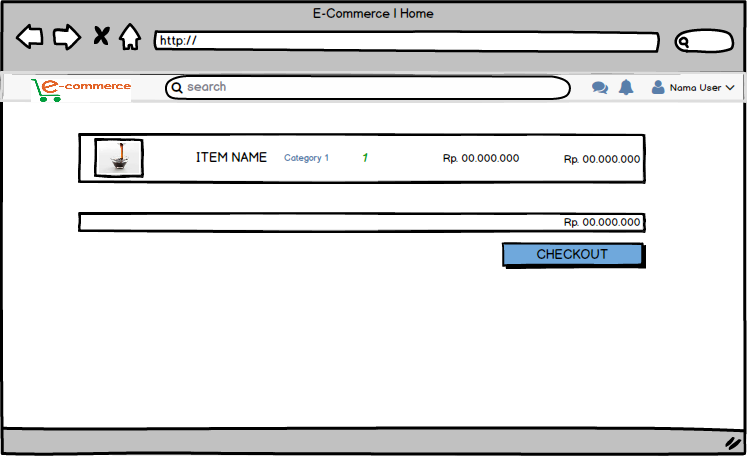 E-Commerce | Home
http://
e-commerce
search
Nama User
ITEM NAME Category 1 1 Rp. 00.000.000 Rp. 00.000.000
Rp. 00.000.000
CHECKOUT